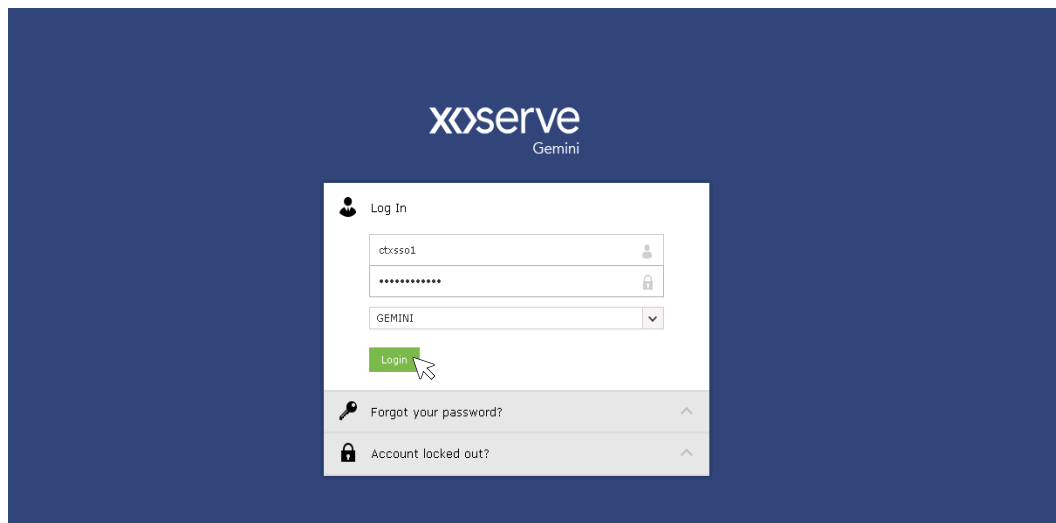 xoserve
Gemini
Log In
ctxsso1
••••••••••••
GEMINI
Login
Forgot your password?
Account locked out?